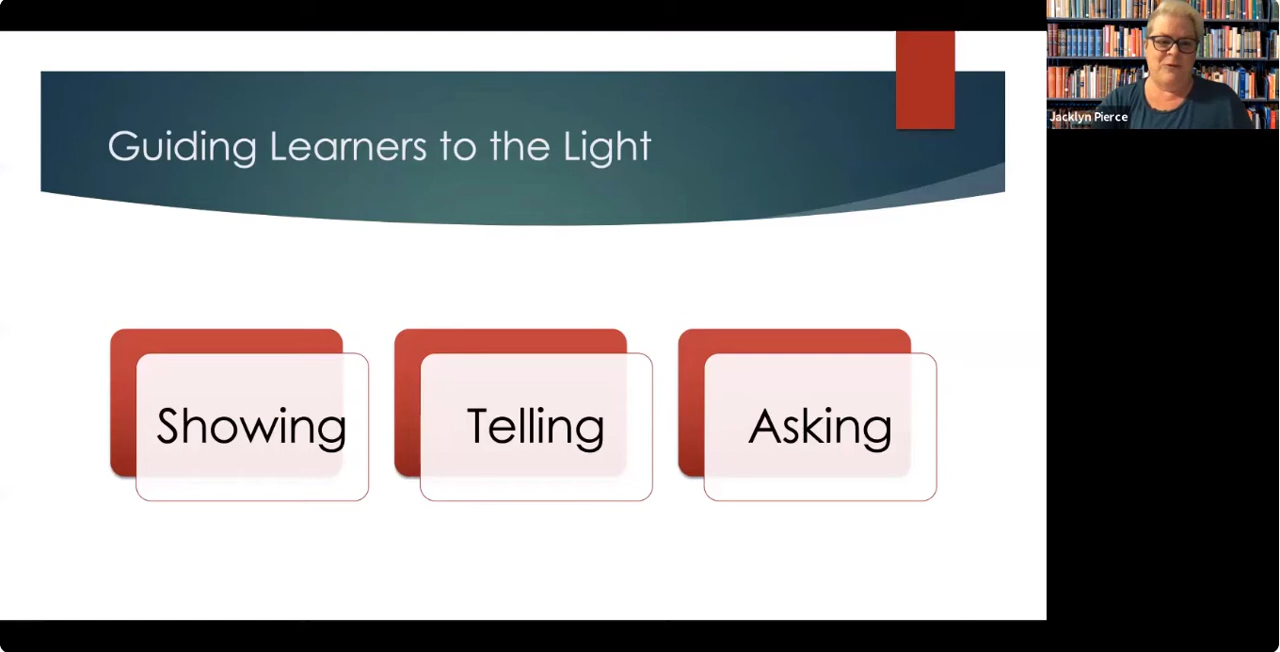 Guiding Learners to the Light
Showing
Telling
Asking
Jacklyn Pierce